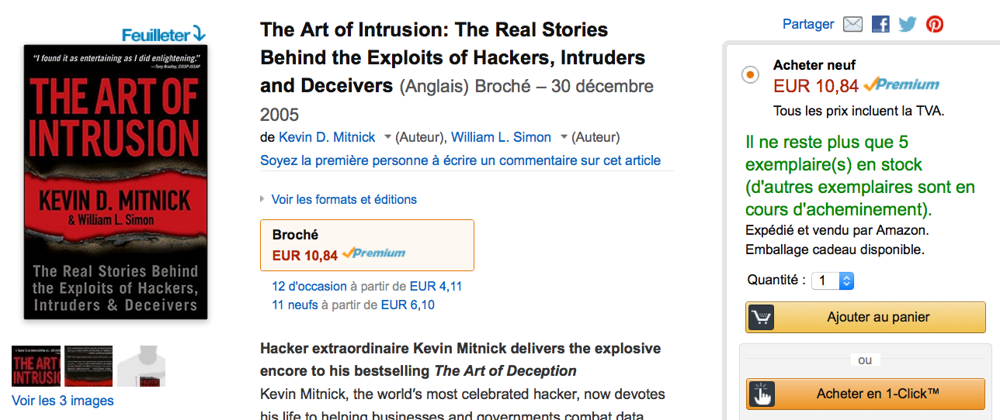 Feuilleter
"I found it as entertaining as I did enlightening."
—Tony Bradley, CISSP-ISSAP
THE ART OF
INTRUSION
KEVIN D. MITNICK
& William L. Simon
The Real Stories Behind
the Exploits of Hackers,
Intruders & Deceivers
THE ART
INTRUS
Voir les 3 images
The Art of Intrusion: The Real Stories
Behind the Exploits of Hackers, Intruders
and Deceivers (Anglais) Broché – 30 décembre
2005
de Kevin D. Mitnick (Auteur), William L. Simon (Auteur)
Soyez la première personne à écrire un commentaire sur cet article
Voir les formats et éditions
Broché
EUR 10,84 Premium
12 d'occasion à partir de EUR 4,11
11 neufs à partir de EUR 6,10
Hacker extraordinaire Kevin Mitnick delivers the explosive
encore to his bestselling The Art of Deception
Kevin Mitnick, the world's most celebrated hacker, now devotes
his life to helping businesses and governments combat data
Partager
Acheter neuf
EUR 10,84 Premium
Tous les prix incluent la TVA.
Il ne reste plus que 5
exemplaire(s) en stock
(d'autres exemplaires sont en
cours d'acheminement).
Expédié et vendu par Amazon.
Emballage cadeau disponible.
Quantité : 1
Ajouter au panier
ou
Acheter en 1-Click™